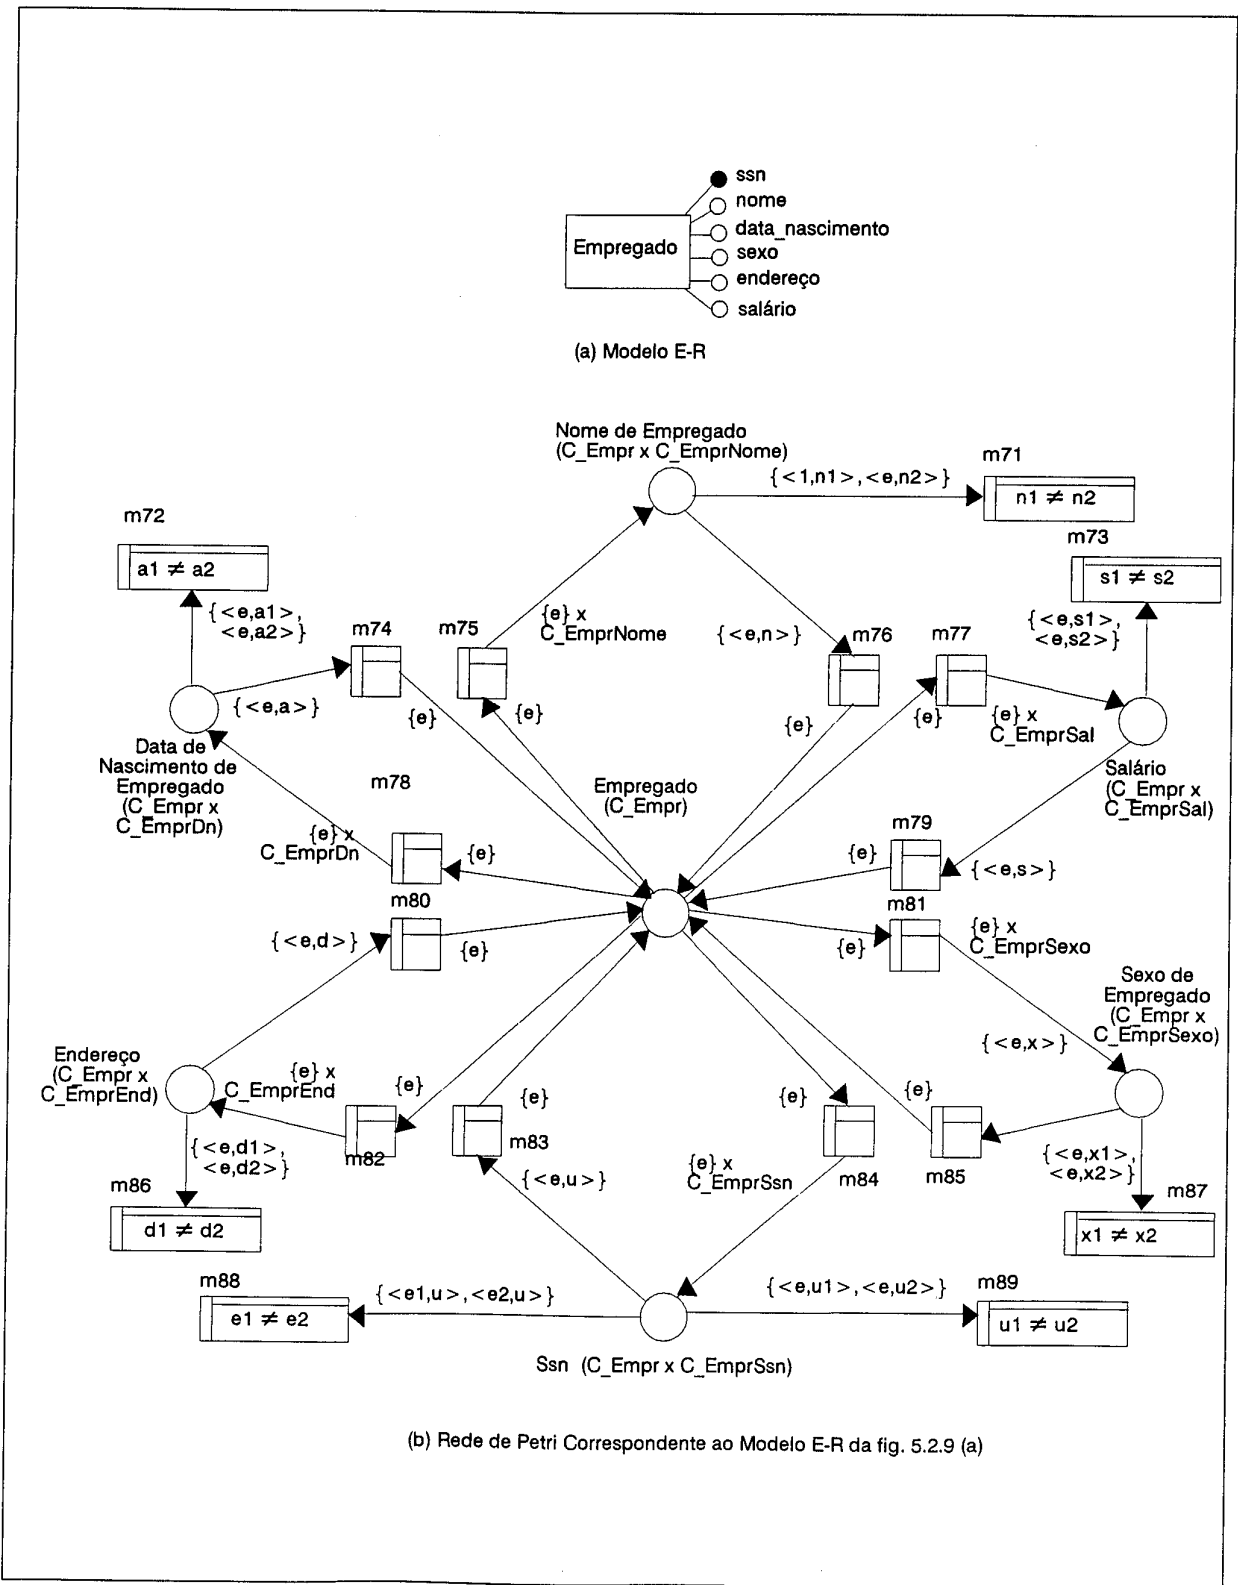 ssn
nome
data_nascimento
sexo
endereço
salário
Empregado
(a) Modelo E-R
Nome de Empregado
(C_Empr x C_EmprNome)
{<1,n1>,<e,n2>}
m71
n1 ≠ n2
m72
a1 ≠ a2
m73
s1 ≠ s2
{<e,a1>,
<e,a2>}
m74
m75
{e} x
C_EmprNome
{<e,n>}
m76
m77
{<e,s1>,
<e,s2>}
{<e,a>}
{e}
{e}
{e}
{e}
{e} x
C_EmprSal
Data de
Nascimento de
Empregado
(C_Empr x
C_EmprDn)
m78
Empregado
(C_Empr)
Salário
(C_Empr x
C_EmprSal)
{e} x
C_EmprDn
{e}
{e}
m79
{<e,s>}
m80
m81
{<e,d>}
{e}
{e}
{e} x
C_EmprSexo
Sexo de
Empregado
(C_Empr x
C_EmprSexo)
{<e,x>}
Endereço
(C_Empr x
C_EmprEnd)
{e} x
C_EmprEnd
{e}
{e}
{e}
{e}
m82
m83
m84
m85
{<e,d1>,
<e,d2>}
{<e,u>}
{e} x
C_EmprSsn
{<e,x1>,
<e,x2>}
m86
d1 ≠ d2
m87
x1 ≠ x2
m88
e1 ≠ e2
{<e1,u>,<e2,u>}
{<e,u1>,<e,u2>}
m89
u1 ≠ u2
Ssn (C_Empr x C_EmprSsn)
(b) Rede de Petri Correspondente ao Modelo E-R da fig. 5.2.9 (a)